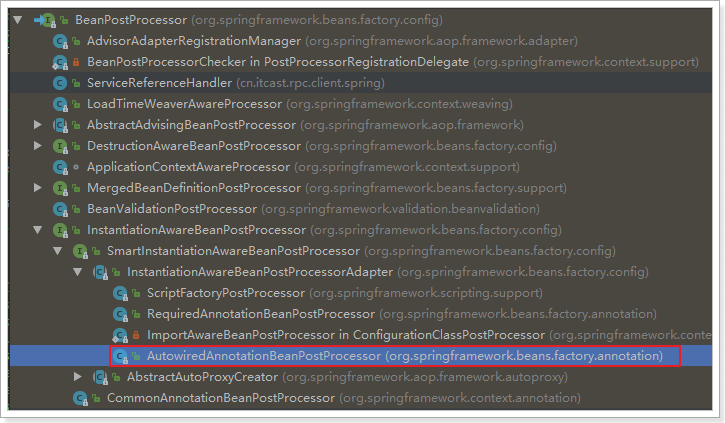 BeanPostProcessor (org.springframework.beans.factory.config)
AdvisorAdapterRegistrationManager (org.springframework.aop.framework.adapter)
BeanPostProcessorChecker in PostProcessorRegistrationDelegate (org.springframework.context.support)
ServiceReferenceHandler (cn.itcast.rpc.client.spring)
LoadTimeWeaverAwareProcessor (org.springframework.context.weaving)
AbstractAdvisingBeanPostProcessor (org.springframework.aop.framework)
DestructionAwareBeanPostProcessor (org.springframework.beans.factory.config)
ApplicationContextAwareProcessor (org.springframework.context.support)
MergedBeanDefinitionPostProcessor (org.springframework.beans.factory.support)
BeanValidationPostProcessor (org.springframework.validation.beanvalidation)
InstantiationAwareBeanPostProcessor (org.springframework.beans.factory.config)
SmartInstantiationAwareBeanPostProcessor (org.springframework.beans.factory.config)
InstantiationAwareBeanPostProcessorAdapter (org.springframework.beans.factory.config)
ScriptFactoryPostProcessor (org.springframework.scripting.support)
RequiredAnnotationBeanPostProcessor (org.springframework.beans.factory.annotation)
ImportAwareBeanPostProcessor in ConfigurationClassPostProcessor (org.springframework.conte
AutowiredAnnotationBeanPostProcessor (org.springframework.beans.factory.annotation)
AbstractAutoProxyCreator (org.springframework.aop.framework.autoproxy)
CommonAnnotationBeanPostProcessor (org.springframework.context.annotation)